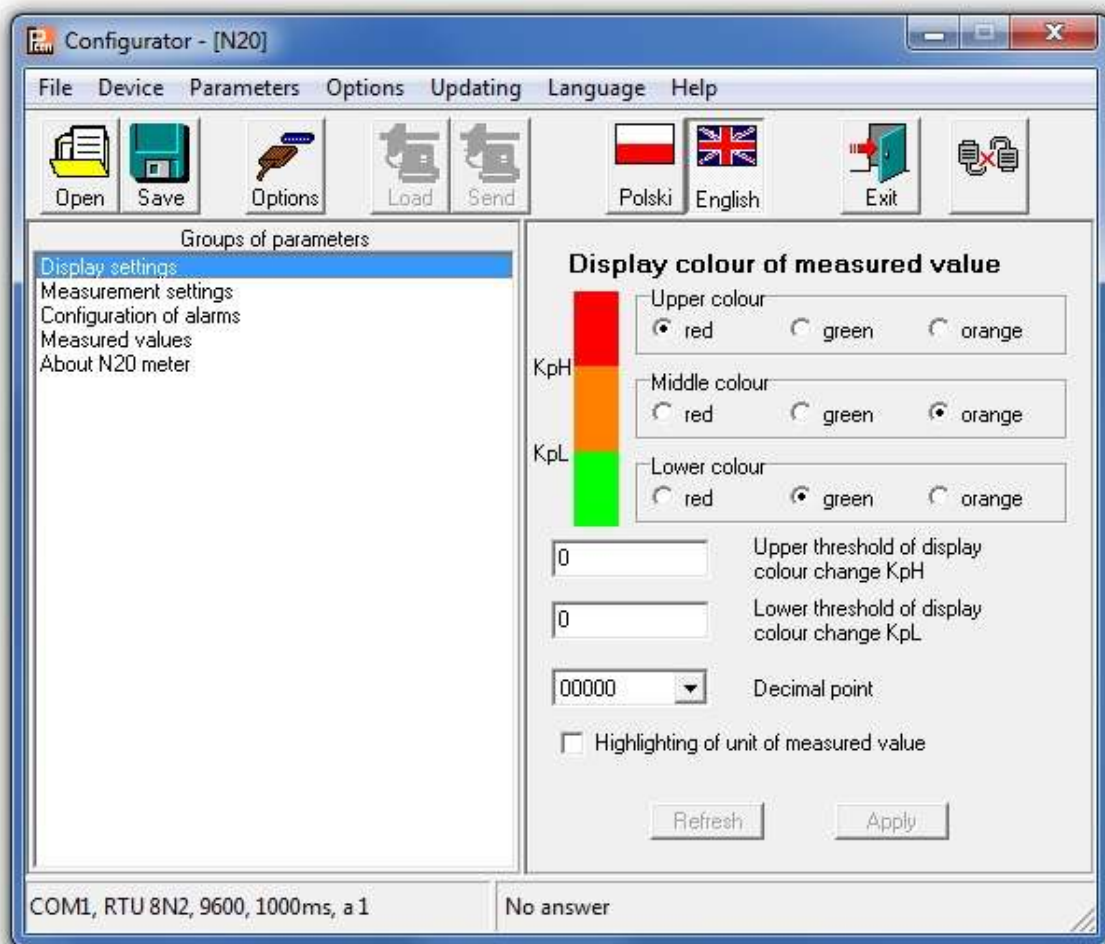 Configurator - [N20]
File Device Parameters Options Updating Language Help
Open Save Options Load Send Polski English Exit
Groups of parameters
Display settings
Measurement settings
Configuration of alarms
Measured values
About N20 meter
Display colour of measured value
Upper colour
red green orange
KpH
Middle colour
red green orange
KpL
Lower colour
red green orange
0
Upper threshold of display
colour change KpH
0
Lower threshold of display
colour change KpL
00000 Decimal point
Highlighting of unit of measured value
Refresh Apply
COM1, RTU 8N2, 9600, 1000ms, a 1 No answer